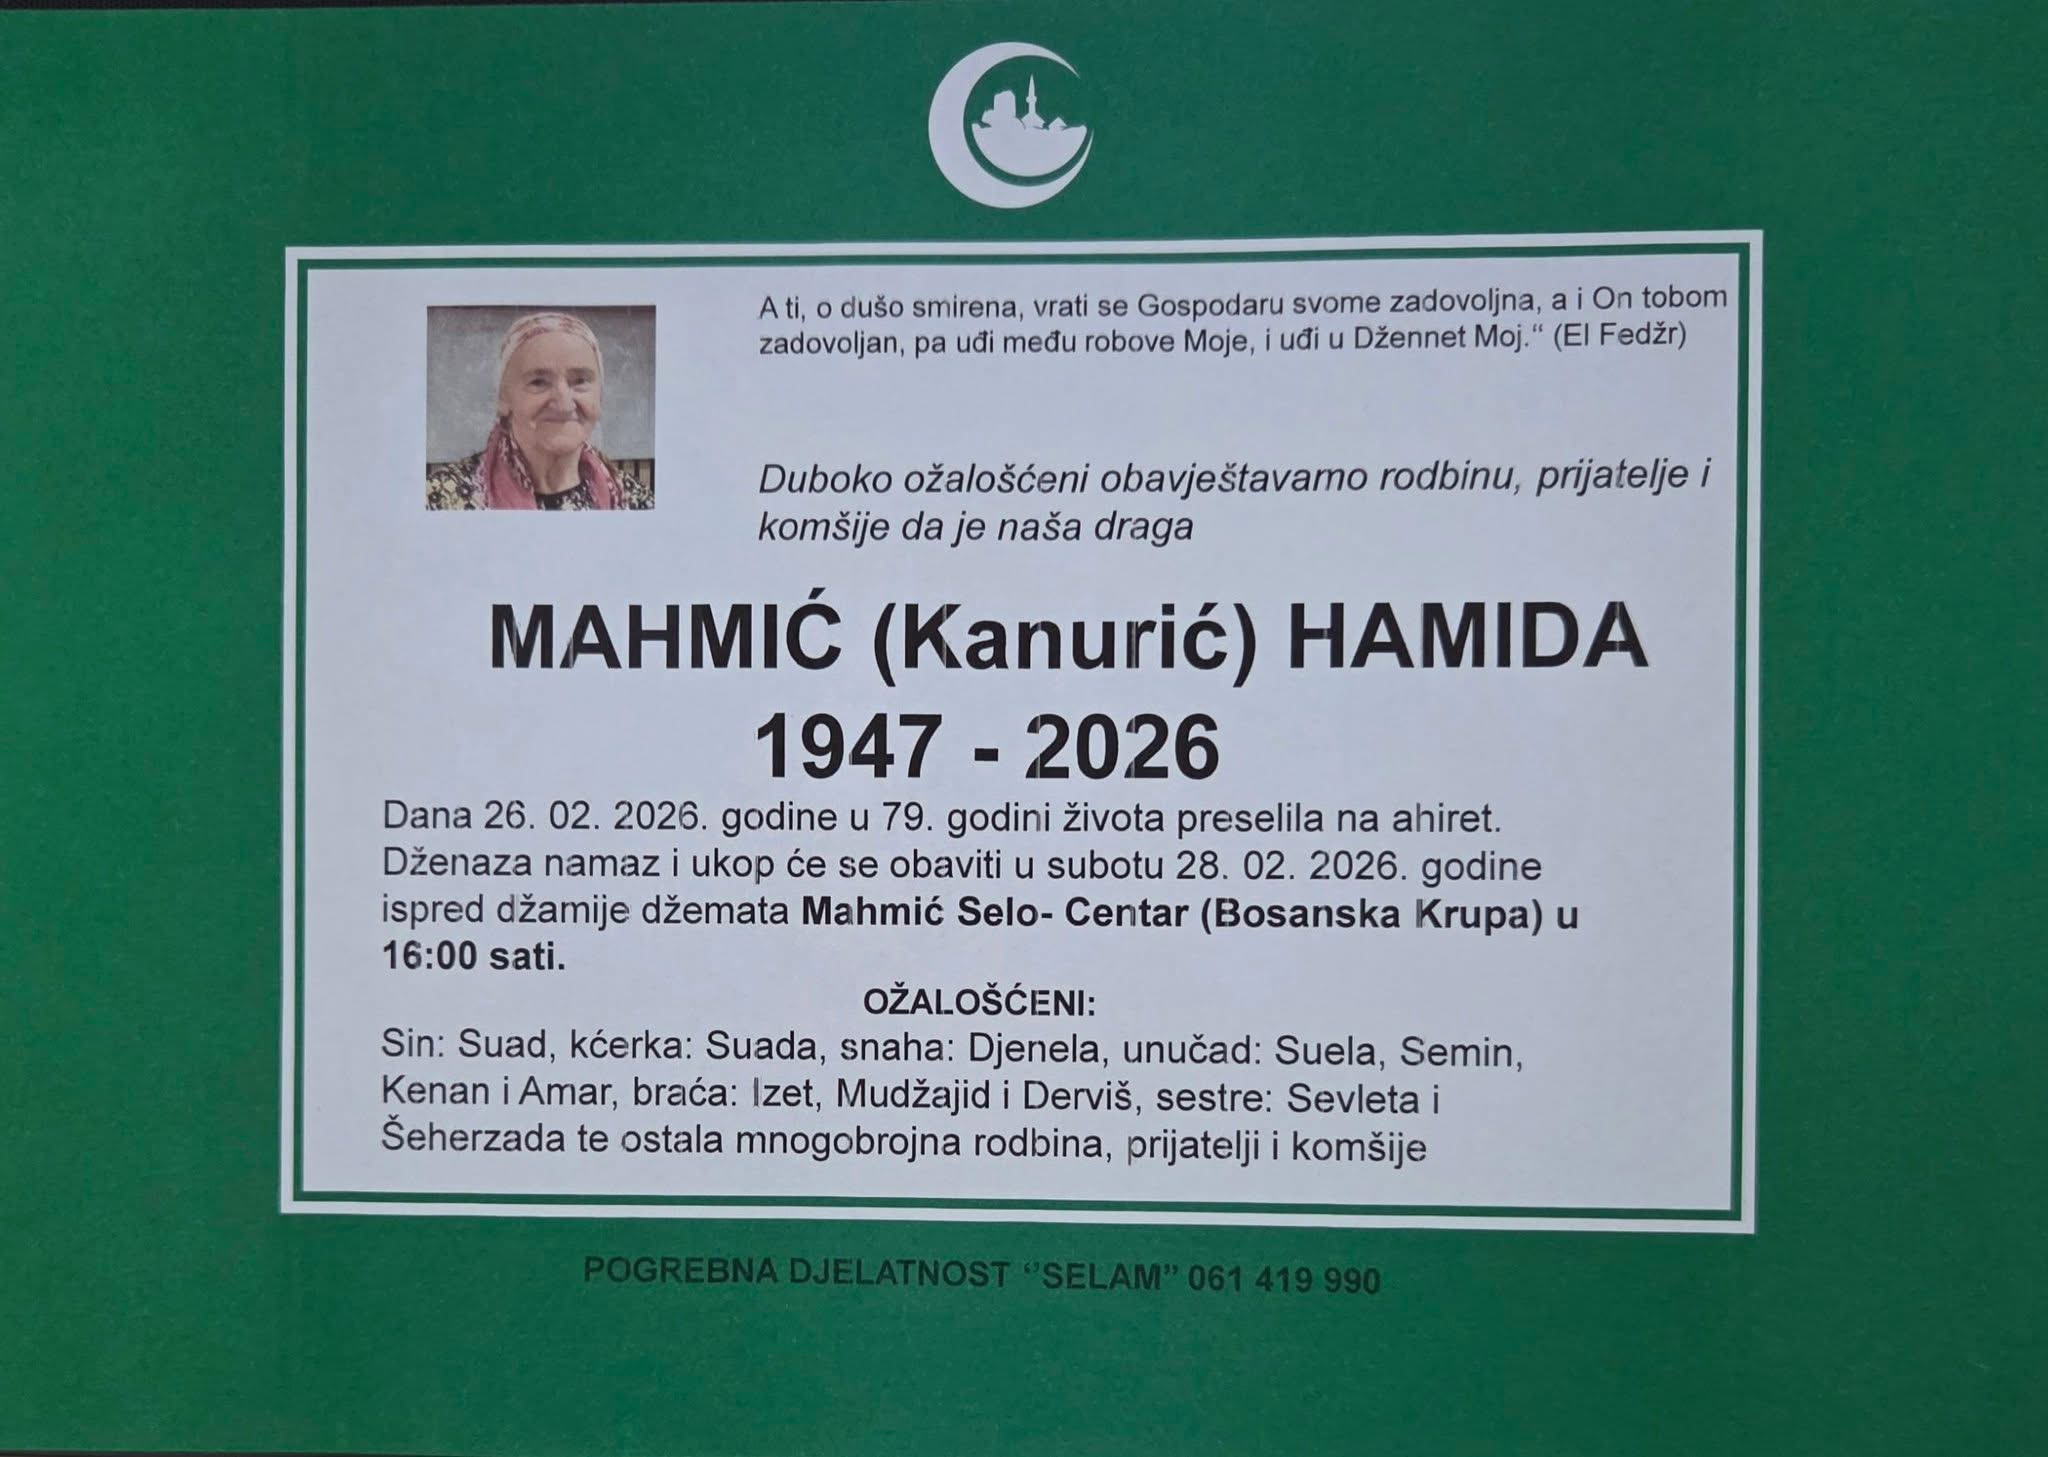 A ti, o dušo smirena, vrati se Gospodaru svome zadovoljna, a i On tobom
zadovoljan, pa uđi među robove Moje, i uđi u Džennet Moj.“ (El Fedžr)
Duboko ožalošćeni obavještavamo rodbinu, prijatelje i
komšije da je naša draga
MAHMIĆ (Kanurić) HAMIDA
1947 - 2026
Dana 26. 02. 2026. godine u 79. godini života preselila na ahiret.
Dženaza namaz i ukop će se obaviti u subotu 28. 02. 2026. godine
ispred džamije džemata Mahmić Selo- Centar (Bosanska Krupa) u
16:00 sati.
OŽALOŠĆENI:
Sin: Suad, kćerka: Suada, snaha: Djenela, unučad: Suela, Semin,
Kenan i Amar, braća: Izet, Mudžajid i Derviš, sestre: Sevleta i
Šeherzada te ostala mnogobrojna rodbina, prijatelji i komšije
POGREBNA DJELATNOST ‘’SELAM’’ 061 419 990